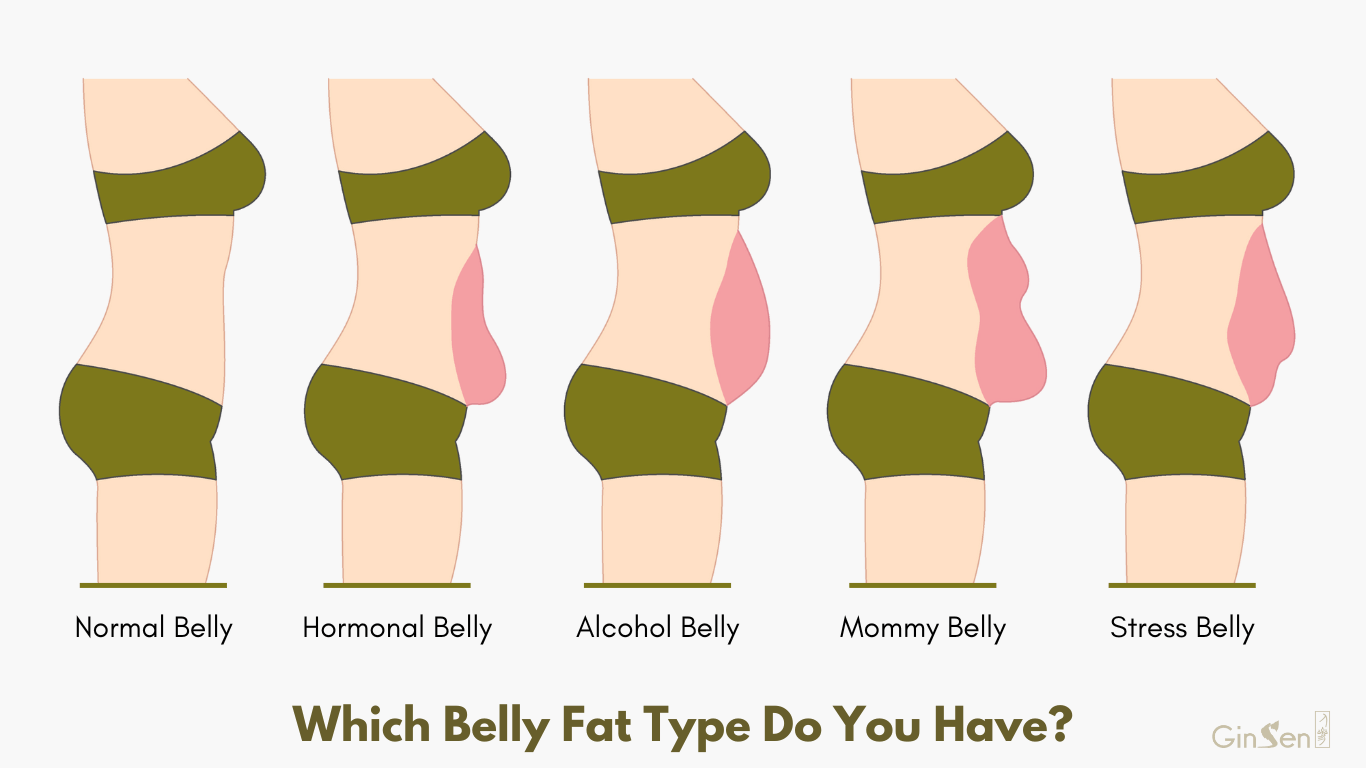 Normal Belly
Hormonal Belly
Alcohol Belly
Mommy Belly
Stress Belly
Which Belly Fat Type Do You Have?
GinSen